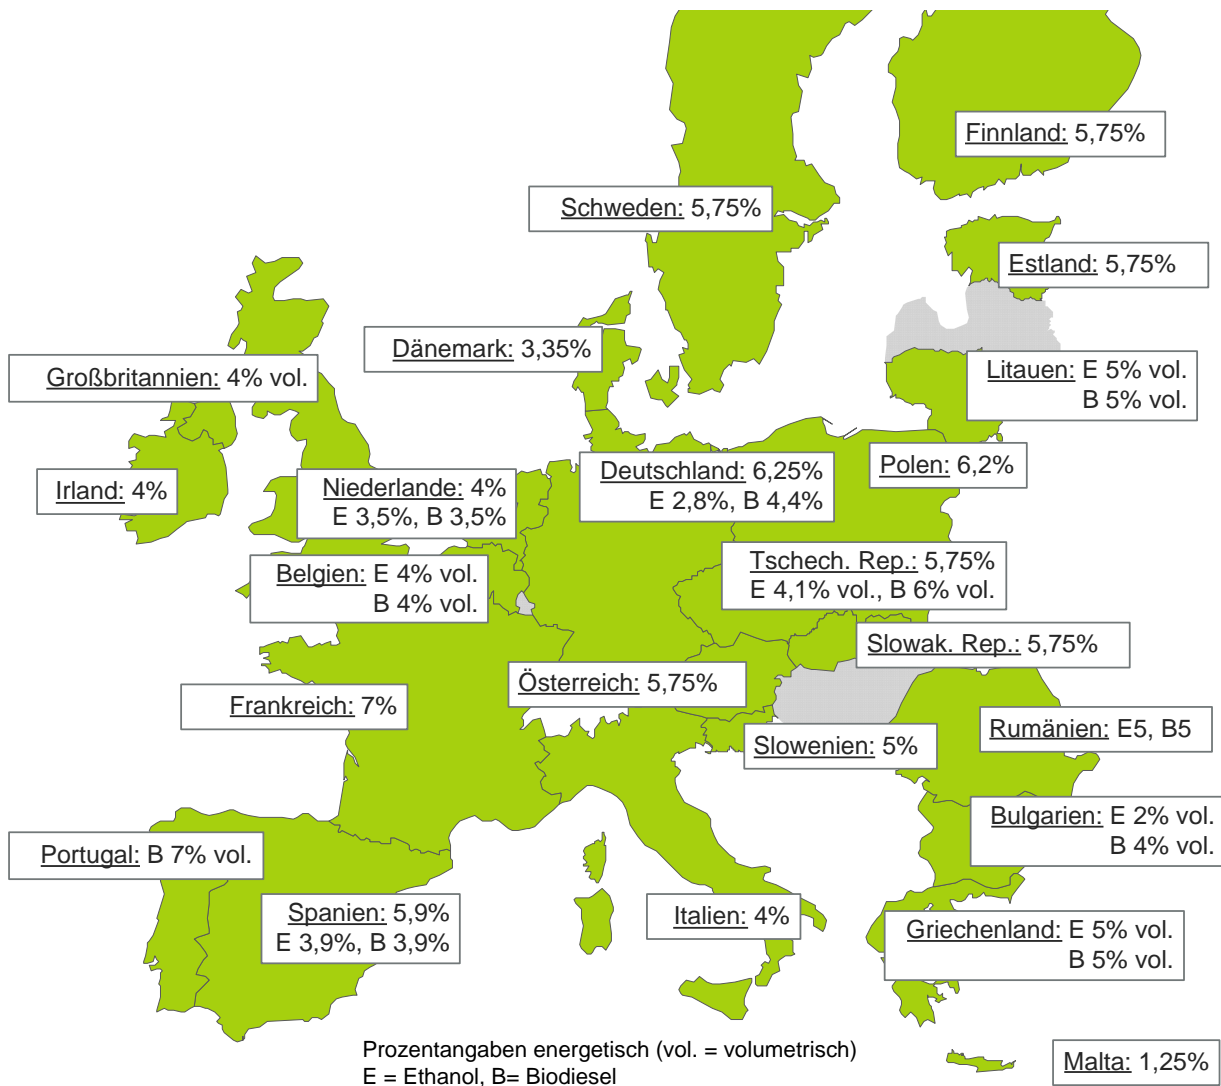 Finnland: 5,75%
Schweden: 5,75%
Estland: 5,75%
Dänemark: 3,35%
Großbritannien: 4% vol.
Litauen: E 5% vol.
B 5% vol.
Irland: 4%
Niederlande: 4%
E 3,5%, B 3,5%
Deutschland: 6,25%
E 2,8%, B 4,4%
Polen: 6,2%
Belgien: E 4% vol.
B 4% vol.
Tschech. Rep.: 5,75%
E 4,1% vol., B 6% vol.
Slowak. Rep.: 5,75%
Österreich: 5,75%
Frankreich: 7%
Slowenien: 5%
Rumänien: E5, B5
Bulgarien: E 2% vol.
B 4% vol.
Portugal: B 7% vol.
Spanien: 5,9%
E 3,9%, B 3,9%
Italien: 4%
Griechenland: E 5% vol.
B 5% vol.
Prozentangaben energetisch (vol. = volumetrisch)
E = Ethanol, B= Biodiesel
Malta: 1,25%